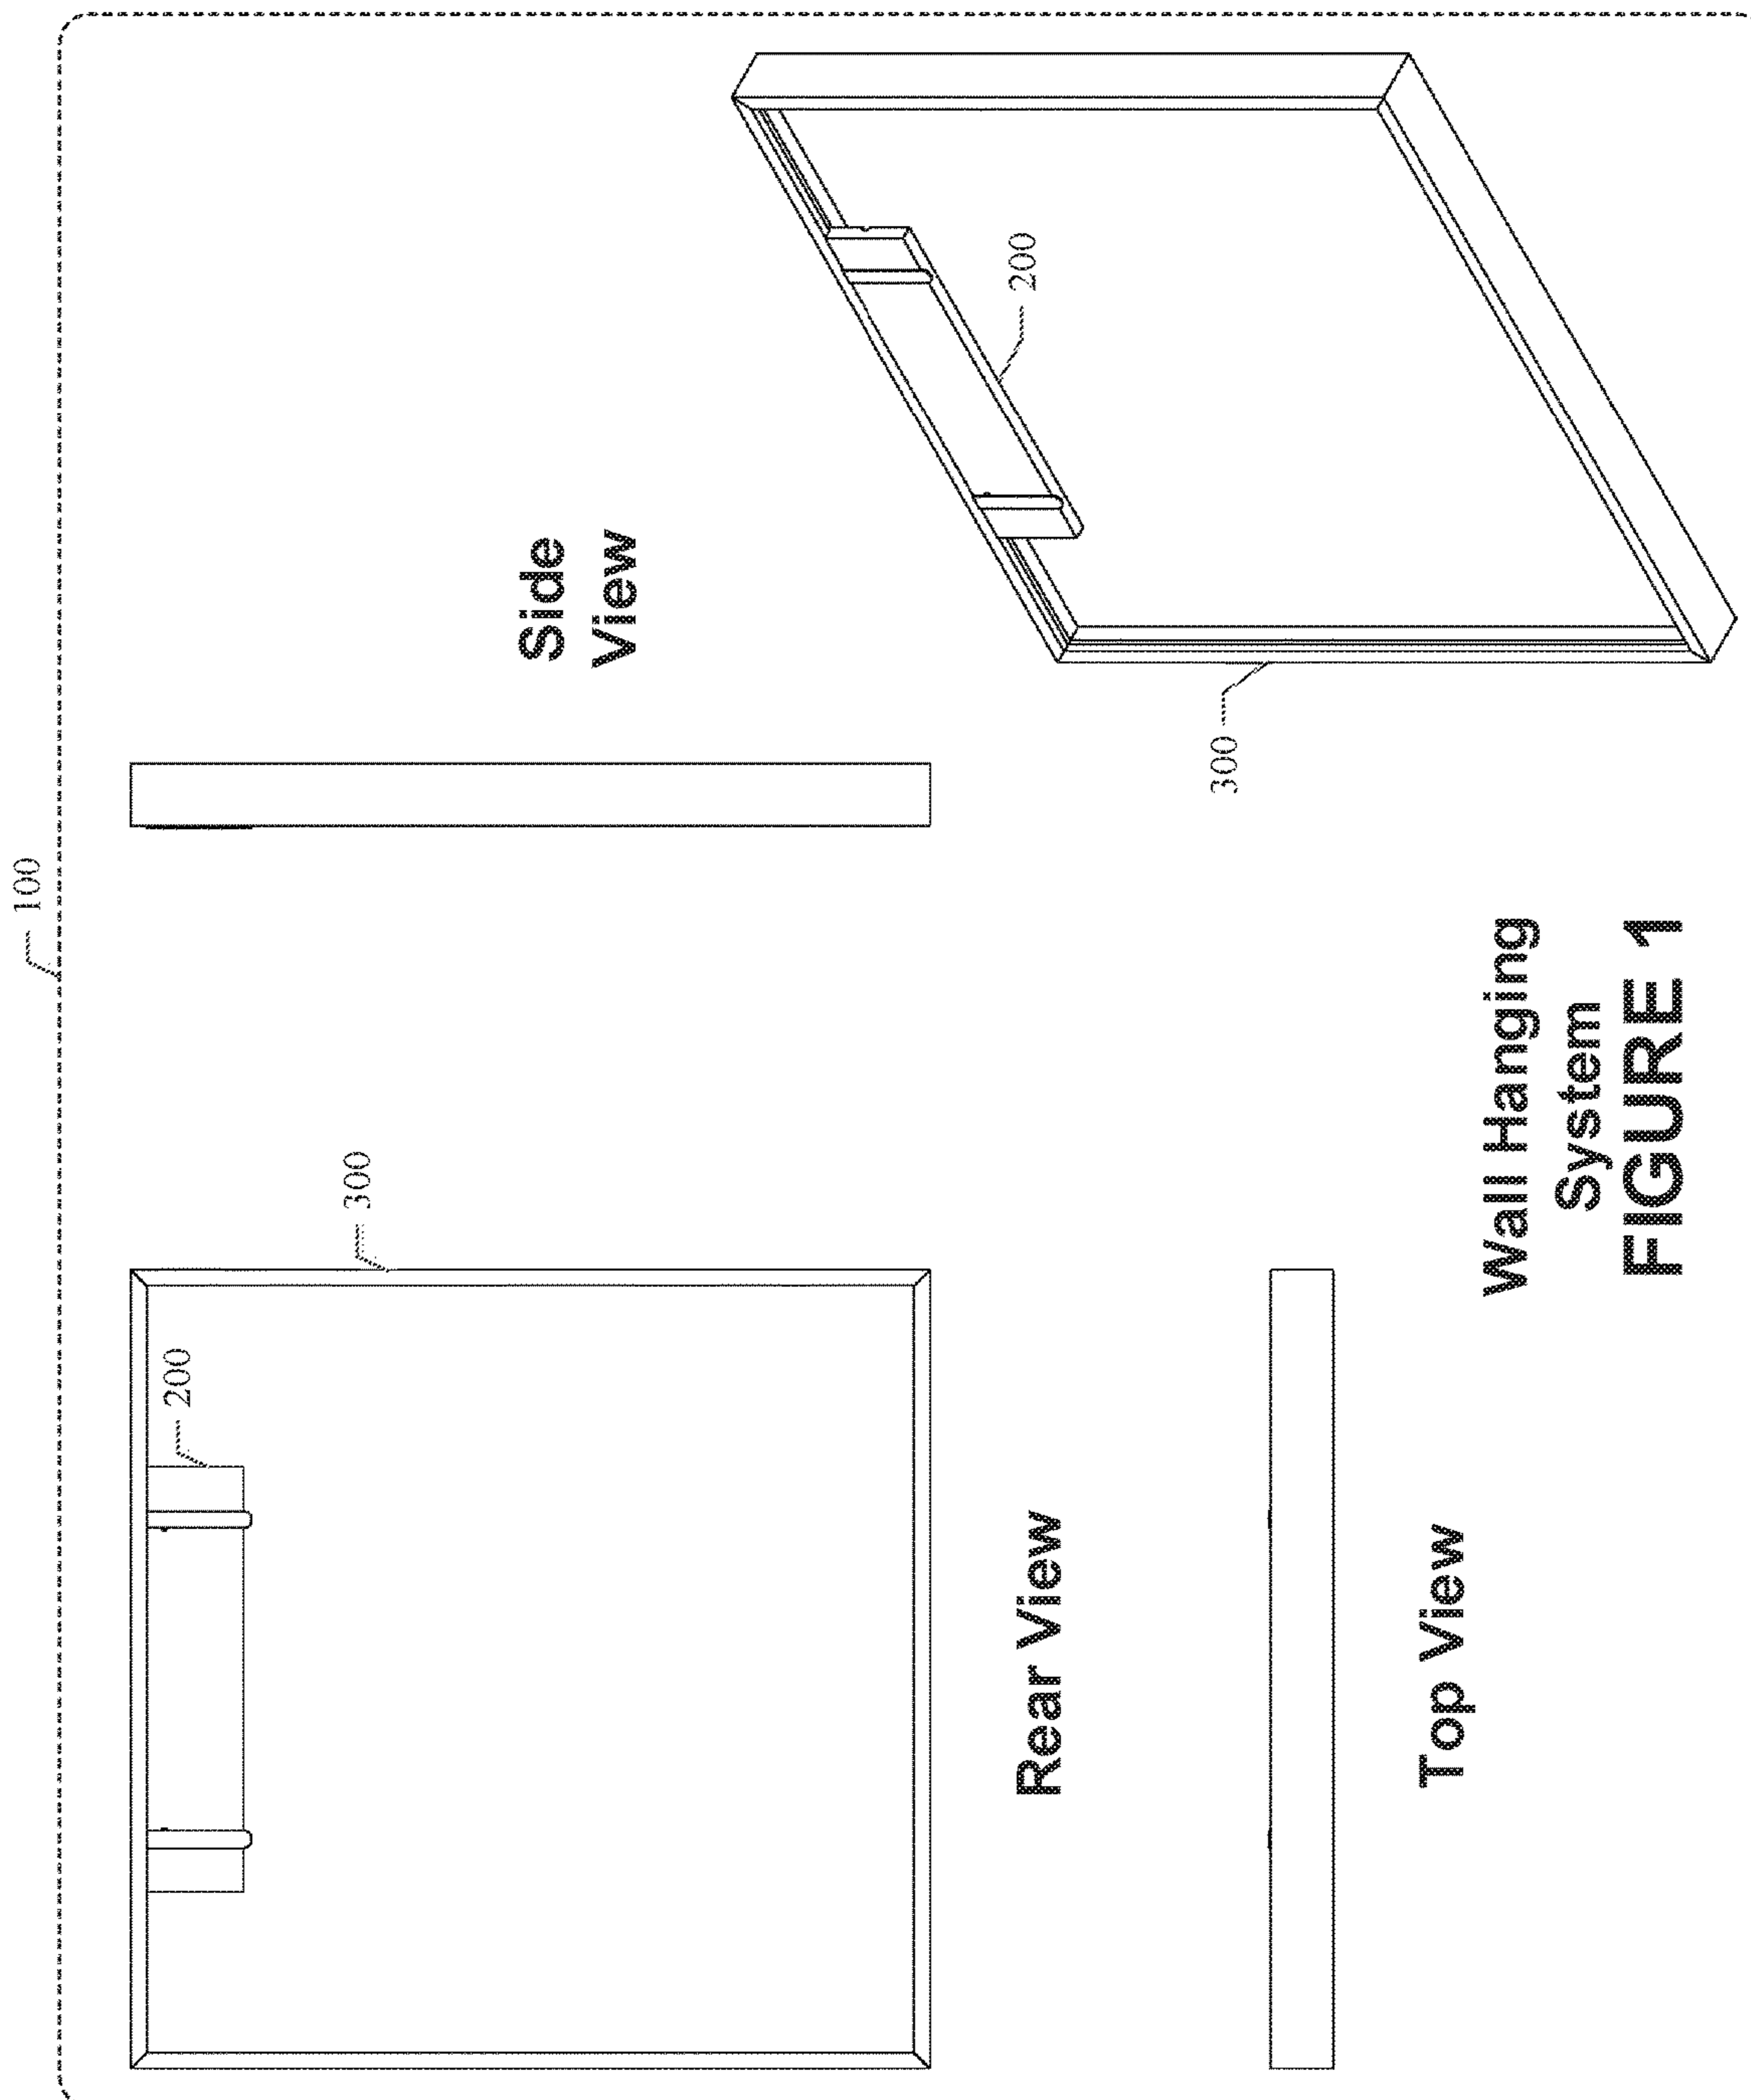 100
200
300
Rear View
Side
View
200
300
Top View
Wall Hanging
System
FIGURE 1